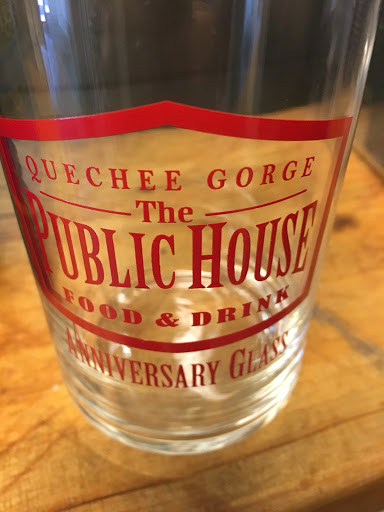 QUECHEE GORGE
The
PUBLIC HOUSE
FOOD & DRINK
ANNIVERSARY GLASS